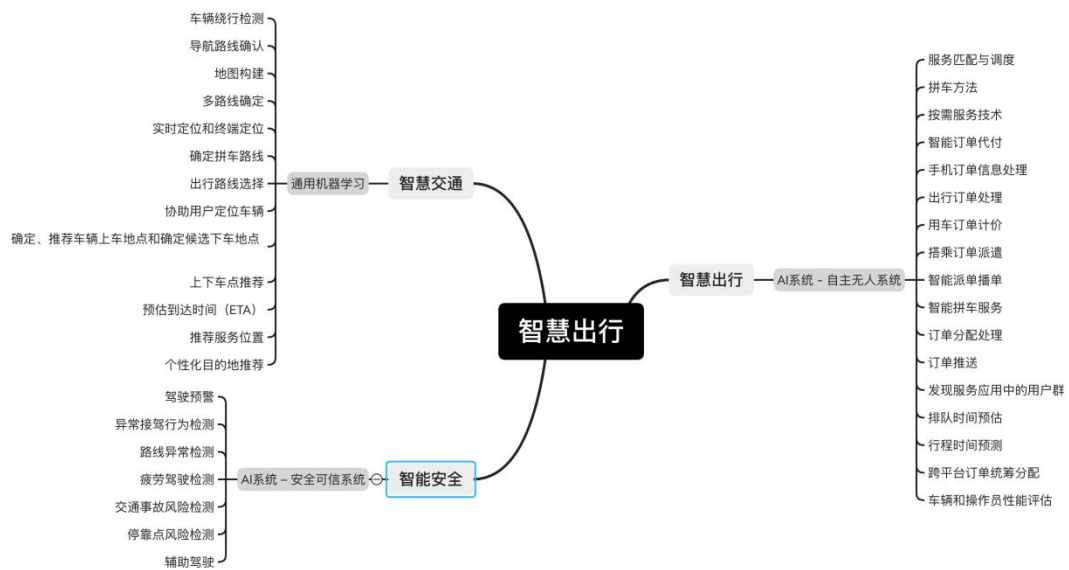 智慧出行
智慧交通
通用机器学习
车辆绕行检测
导航路线确认
地图构建
多路线确定
实时定位和终端定位
确定拼车路线
出行路线选择
协助用户定位车辆
确定、推荐车辆上车地点和确定候选下车地点
上下车点推荐
预估到达时间（ETA）
推荐服务位置
个性化目的地推荐
智能安全
AI系统 – 安全可信系统
驾驶预警
异常接驾行为检测
路线异常检测
疲劳驾驶检测
交通事故风险检测
停靠点风险检测
辅助驾驶
智慧出行
AI系统 – 自主无人系统
服务匹配与调度
拼车方法
按需服务技术
智能订单代付
手机订单信息处理
出行订单处理
用车订单计价
搭乘订单派遣
智能派单播单
智能拼车服务
订单分配处理
订单推送
发现服务应用中的用户群
排队时间预估
行程时间预测
跨平台订单统筹分配
车辆和操作员性能评估